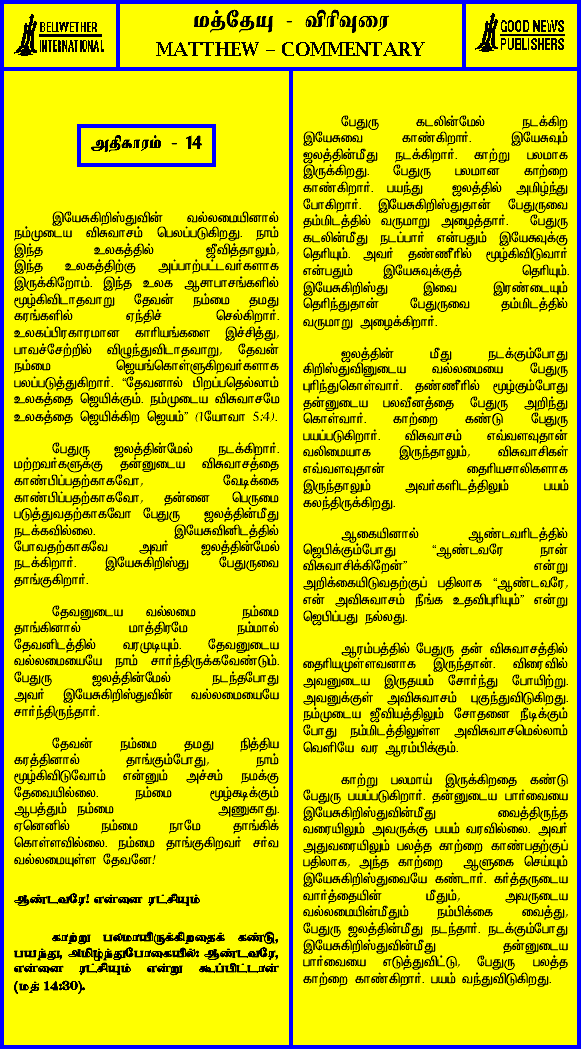 BELIWETHER
INTERNATIONAL
மத்தேயு - விரிவுரை
MATTHEW – COMMENTARY
GOOD NEWS
PUBLISHERS
அதிகாரம் - 14
இயேசுகிறிஸ்துவின் வல்லமையினால்
நம்முடைய விசுவாசம் பெலப்படுகிறது. நாம்
இந்த உலகத்தில் ஜீவித்தாலும்,
இந்த உலகத்திற்கு அப்பாற்பட்டவர்களாக
இருக்கிறோம். இந்த உலக ஆசாபாசங்களில்
மூழ்கிவிடாதவாறு தேவன் நம்மை தமது
கரங்களில் ஏந்திச் செல்கிறார்.
உலகப்பிரகாரமான காரியங்களை இச்சித்து,
பாவச்சேற்றில் விழுந்துவிடாதவாறு, தேவன்
நம்மை ஜெயங்கொள்ளுகிறவர்களாக
பலப்படுத்துகிறார். “தேவனால் பிறப்பதெல்லாம்
உலகத்தை ஜெயிக்கும். நம்முடைய விசுவாசமே
உலகத்தை ஜெயிக்கிற ஜெயம்” (1யோவா 5:4).
பேதுரு ஜலத்தின்மேல் நடக்கிறார்.
மற்றவர்களுக்கு தன்னுடைய விசுவாசத்தை
காண்பிப்பதற்காகவோ, வேடிக்கை
காண்பிப்பதற்காகவோ, தன்னை பெருமை
படுத்துவதற்காகவோ பேதுரு ஜலத்தின்மீது
நடக்கவில்லை. இயேசுவினிடத்தில்
போவதற்காகவே அவர் ஜலத்தின்மேல்
நடக்கிறார். இயேசுகிறிஸ்து பேதுருவை
தாங்குகிறார்.
தேவனுடைய வல்லமை நம்மை
தாங்கினால் மாத்திரமே நம்மால்
தேவனிடத்தில் வரமுடியும். தேவனுடைய
வல்லமையையே நாம் சார்ந்திருக்கவேண்டும்.
பேதுரு ஜலத்தின்மேல் நடந்தபோது
அவர் இயேசுகிறிஸ்துவின் வல்லமையையே
சார்ந்திருந்தார்.
தேவன் நம்மை தமது நித்திய
கரத்தினால் தாங்கும்போது, நாம்
மூழ்கிவிடுவோம் என்னும் அச்சம் நமக்கு
தேவையில்லை. நம்மை மூழ்கடிக்கும்
ஆபத்தும் நம்மை அணுகாது.
ஏனெனில் நம்மை நாமே தாங்கிக்
கொள்ளவில்லை. நம்மை தாங்குகிறவர் சர்வ
வல்லமையுள்ள தேவனே!
ஆண்டவரே! என்னை ரட்சியும்
காற்று பலமாயிருக்கிறதைக் கண்டு,
பயந்து, அமிழ்ந்துபோகையில்: ஆண்டவரே,
என்னை ரட்சியும் என்று கூப்பிட்டான்
(மத் 14:30).
பேதுரு கடலின்மேல் நடக்கிற
இயேசுவை காண்கிறார். இயேசுவும்
ஜலத்தின்மீது நடக்கிறார். காற்று பலமாக
இருக்கிறது. பேதுரு பலமான காற்றை
காண்கிறார். பயந்து ஜலத்தில் அமிழ்ந்து
போகிறார். இயேசுகிறிஸ்துதான் பேதுருவை
தம்மிடத்தில் வருமாறு அழைத்தார். பேதுரு
கடலின்மீது நடப்பார் என்பதும் இயேசுவுக்கு
தெரியும். அவர் தண்ணீரில் மூழ்கிவிடுவார்
என்பதும் இயேசுவுக்குத் தெரியும்.
இயேசுகிறிஸ்து இவை இரண்டையும்
தெரிந்துதான் பேதுருவை தம்மிடத்தில்
வருமாறு அழைக்கிறார்.
ஜலத்தின் மீது நடக்கும்போது
கிறிஸ்துவினுடைய வல்லமையை பேதுரு
புரிந்துகொள்வார். தண்ணீரில் மூழ்கும்போது
தன்னுடைய பலவீனத்தை பேதுரு அறிந்து
கொள்வார். காற்றை கண்டு பேதுரு
பயப்படுகிறார். விசுவாசம் எவ்வளவுதான்
வலிமையாக இருந்தாலும், விசுவாசிகள்
எவ்வளவுதான் தைரியசாலிகளாக
இருந்தாலும் அவர்களிடத்திலும் பயம்
கலந்திருக்கிறது.
ஆகையினால் ஆண்டவரிடத்தில்
ஜெபிக்கும்போது “ஆண்டவரே நான்
விசுவாசிக்கிறேன்” என்று
அறிக்கையிடுவதற்குப் பதிலாக “ஆண்டவரே,
என் அவிசுவாசம் நீங்க உதவிபுரியும்” என்று
ஜெபிப்பது நல்லது.
ஆரம்பத்தில் பேதுரு தன் விசுவாசத்தில்
தைரியமுள்ளவனாக இருந்தான். விரைவில்
அவனுடைய இருதயம் சோர்ந்து போயிற்று.
அவனுக்குள் அவிசுவாசம் புகுந்துவிடுகிறது.
நம்முடைய ஜீவியத்திலும் சோதனை நீடிக்கும்
போது நம்மிடத்திலுள்ள அவிசுவாசமெல்லாம்
வெளியே வர ஆரம்பிக்கும்.
காற்று பலமாய் இருக்கிறதை கண்டு
பேதுரு பயப்படுகிறார். தன்னுடைய பார்வையை
இயேசுகிறிஸ்துவின்மீது வைத்திருந்த
வரையிலும் அவருக்கு பயம் வரவில்லை. அவர்
அதுவரையிலும் பலத்த காற்றை காண்பதற்குப்
பதிலாக, அந்த காற்றை ஆளுகை செய்யும்
இயேசுகிறிஸ்துவையே கண்டார். கர்த்தருடைய
வார்த்தையின் மீதும், அவருடைய
வல்லமையின்மீதும் நம்பிக்கை வைத்து,
பேதுரு ஜலத்தின்மீது நடந்தார். நடக்கும்போது
இயேசுகிறிஸ்துவின்மீது தன்னுடைய
பார்வையை எடுத்துவிட்டு, பேதுரு பலத்த
காற்றை காண்கிறார். பயம் வந்துவிடுகிறது.